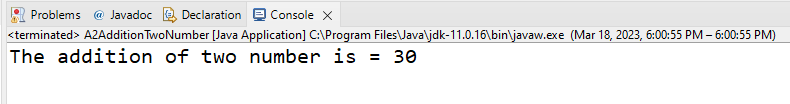 Problems @ Javadoc Declaration Console
<terminated> A2AdditionTwoNumber [Java Application] C:\Program Files\Java\jdk-11.0.16\bin\javaw.exe (Mar 18, 2023, 6:00:55 PM – 6:00:55 PM)
The addition of two number is = 30